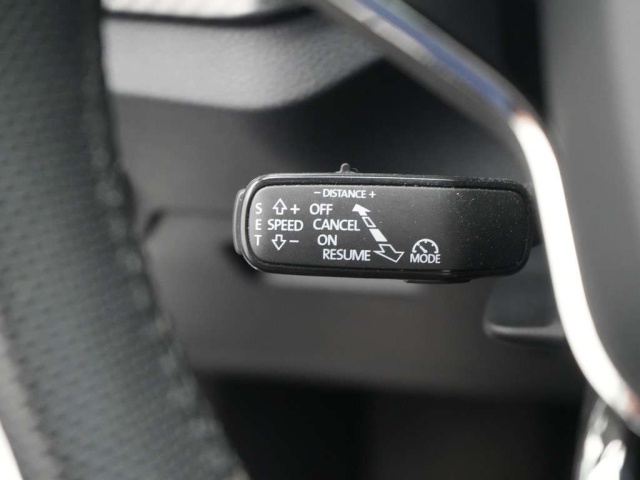 − DISTANCE +
S + OFF
E SPEED CANCEL
T − ON
RESUME
MODE